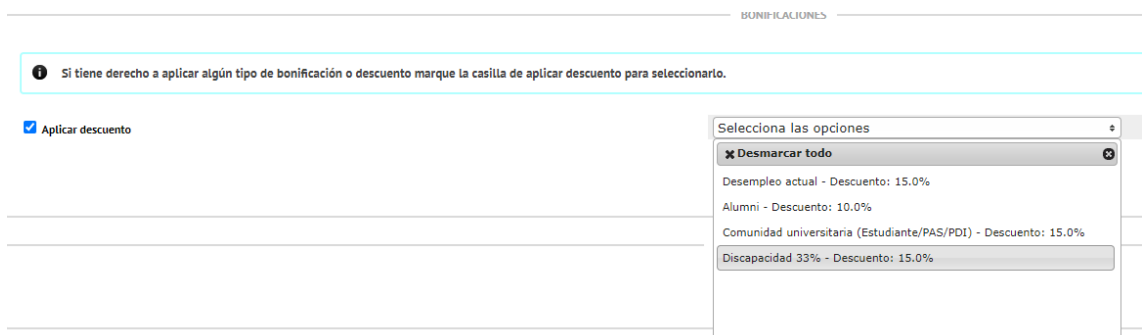 BONIFICACIONES
Si tiene derecho a aplicar algún tipo de bonificación o descuento marque la casilla de aplicar descuento para seleccionarlo.
Aplicar descuento
Selecciona las opciones
Desmarcar todo
Desempleo actual - Descuento: 15.0%
Alumni - Descuento: 10.0%
Comunidad universitaria (Estudiante/PAS/PDI) - Descuento: 15.0%
Discapacidad 33% - Descuento: 15.0%